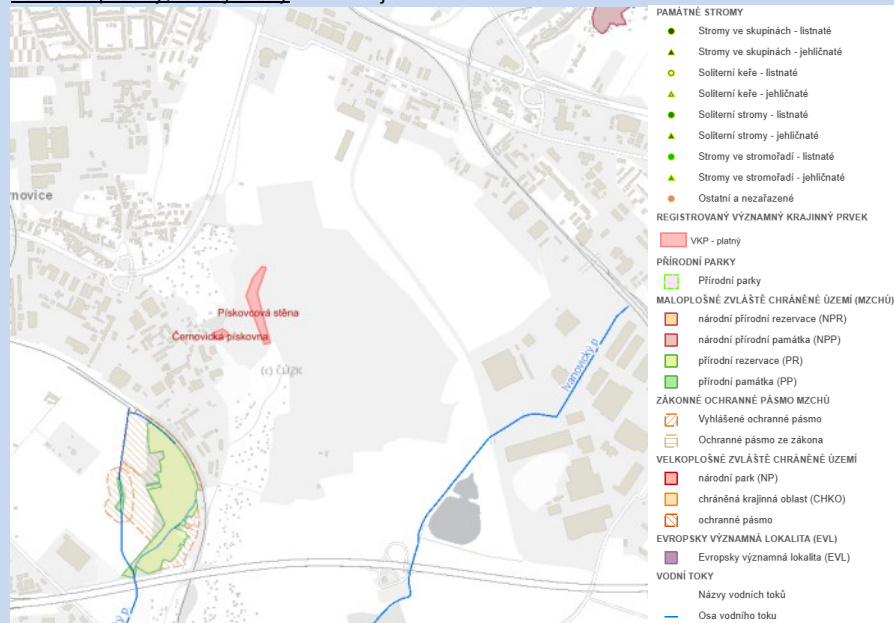 PAMÁTNÉ STROMY
Stromy ve skupinách - listnaté
Stromy ve skupinách - jehličnaté
Soliterní keře - listnaté
Soliterní keře - jehličnaté
Soliterní stromy - listnaté
Soliterní stromy - jehličnaté
Stromy ve stromořadí - listnaté
Stromy ve stromořadí - jehličnaté
Ostatní a nezařazené
REGISTROVANÝ VÝZNAMNÝ KRAJINNÝ PRVEK
VKP - platný
PŘÍRODNÍ PARKY
Přírodní parky
MALOPLOŠNÉ ZVLÁŠTĚ CHRÁNĚNÉ ÚZEMÍ (MZCHÚ)
národní přírodní rezervace (NPR)
národní přírodní památka (NPP)
přírodní rezervace (PR)
přírodní památka (PP)
ZÁKONNÉ OCHRANNÉ PÁSMO MZCHÚ
Vyhlášené ochranné pásmo
Ochranné pásmo ze zákona
VELKOPLOŠNÉ ZVLÁŠTĚ CHRÁNĚNÉ ÚZEMÍ
národní park (NP)
chráněná krajinná oblast (CHKO)
ochranné pásmo
EVROPSKY VÝZNAMNÁ LOKALITA (EVL)
Evropsky významná lokalita (EVL)
VODNÍ TOKY
Názvy vodních toků
Osa vodního toku
rnovice
Pískovcová stěna
Černovická pískovna
(c) ČÚZK
Ivanovický p